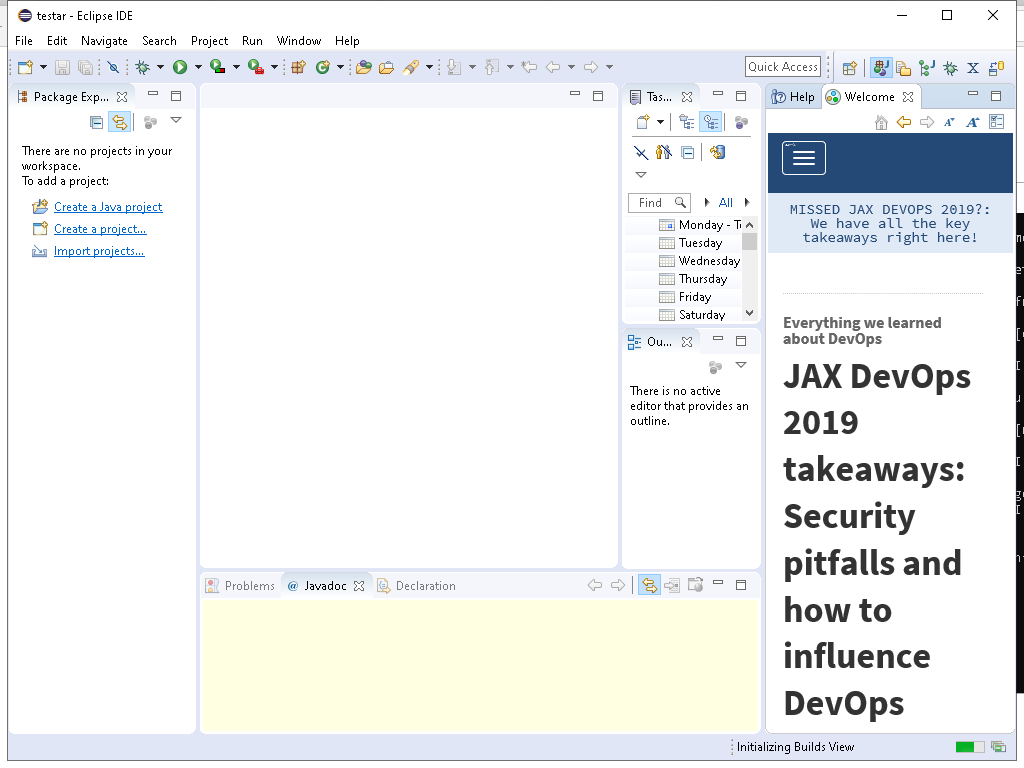 testar - Eclipse IDE
File Edit Navigate Search Project Run Window Help
Quick Access
Package Exp...
There are no projects in your
workspace.
To add a project:
Create a Java project
Create a project...
Import projects...
Tas...
Find
All
Monday - T
Tuesday
Wednesday
Thursday
Friday
Saturday
Ou...
There is no active
editor that provides an
outline.
Problems
@ Javadoc
Declaration
Help
Welcome
MISSED JAX DEVOPS 2019?:
We have all the key
takeaways right here!
Everything we learned
about DevOps
JAX DevOps
2019
takeaways:
Security
pitfalls and
how to
influence
DevOps
Initializing Builds View